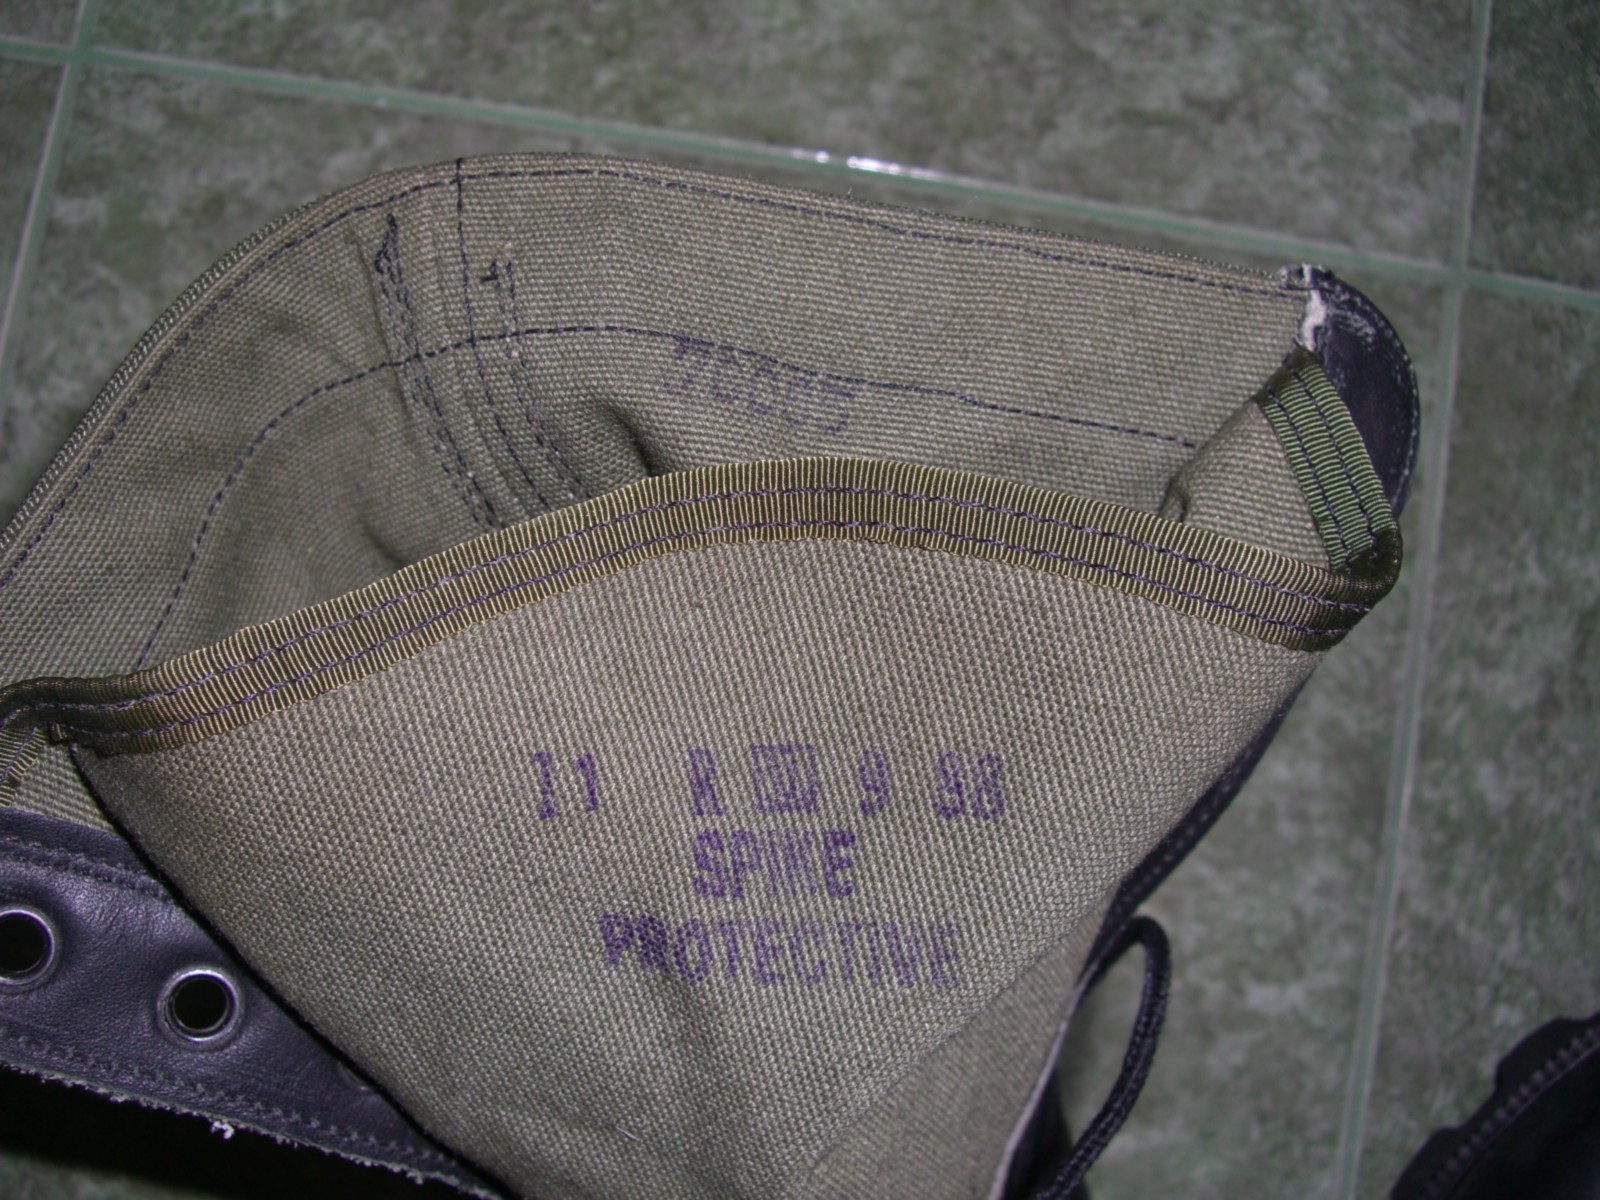 11 R 9 88
SPIKE
PROTECTIVE